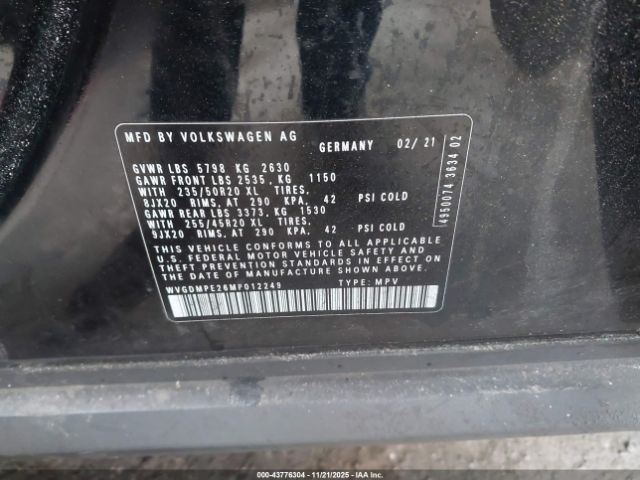 MFD BY VOLKSWAGEN AG GERMANY 02/21
GVWR LBS 5798 KG 2630
GAWR FRONT LBS 2535, KG 1150
WITH 235/50R20 XL TIRES,
8JX20 RIMS, AT 290 KPA, 42 PSI COLD
GAWR REAR LBS 3373, KG 1530
WITH 255/45R20 XL TIRES,
9JX20 RIMS, AT 290 KPA, 42 PSI COLD
THIS VEHICLE CONFORMS TO ALL APPLICABLE
U.S. FEDERAL MOTOR VEHICLE SAFETY AND
THEFT PREVENTION STANDARDS IN EFFECT ON
THE DATE OF MANUFACTURE SHOWN ABOVE.
WVGDMPE26MP012249 TYPE: MPV
4950074 3634 02
© 43776304 - 11/21/2025 - IAAI.com